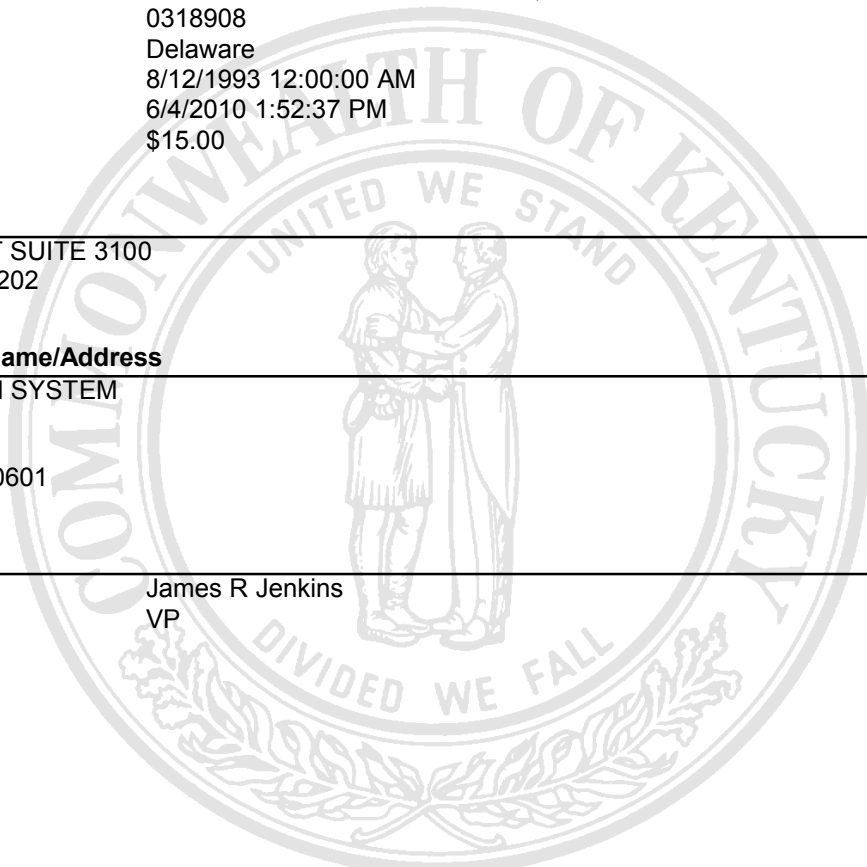 0318908
Delaware
8/12/1993 12:00:00 AM
6/4/2010 1:52:37 PM
$15.00
SUITE 3100
202
ame/Address
SYSTEM
0601
James R Jenkins
VP
COMMONWEALTH OF KENTUCKY
UNITED WE STAND
DIVIDED WE FALL